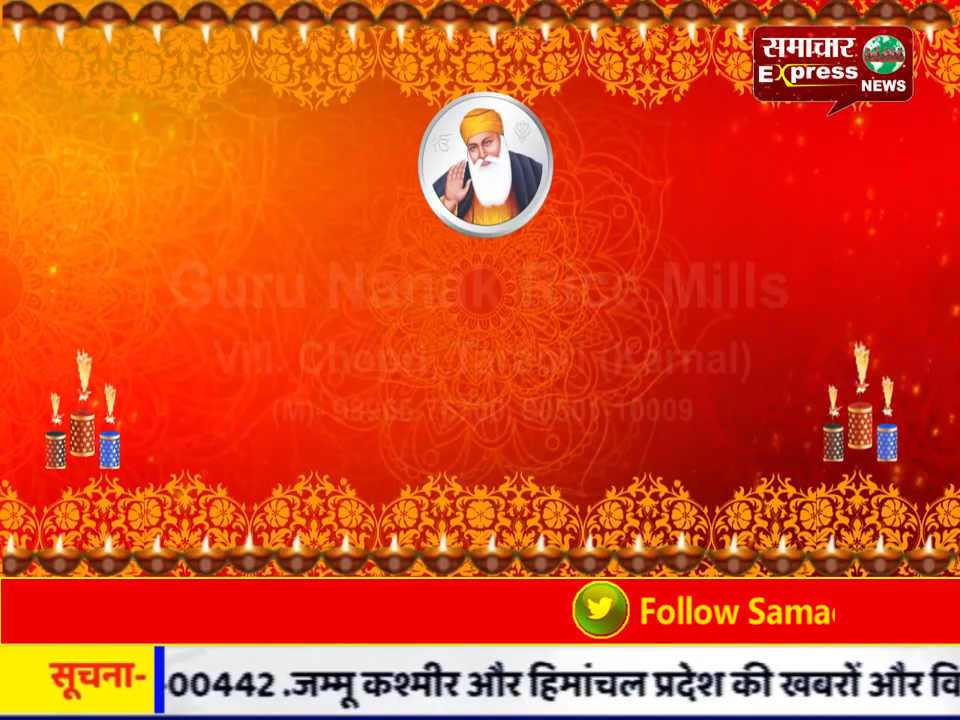 समाचार
Express
NEWS
ੴ
Guru Nanak Rice Mills
Vill. Taraori (Karnal)
(M)-
Follow
सूचना-
00442 .जम्मू कश्मीर और हिमांचल प्रदेश की खबरों और